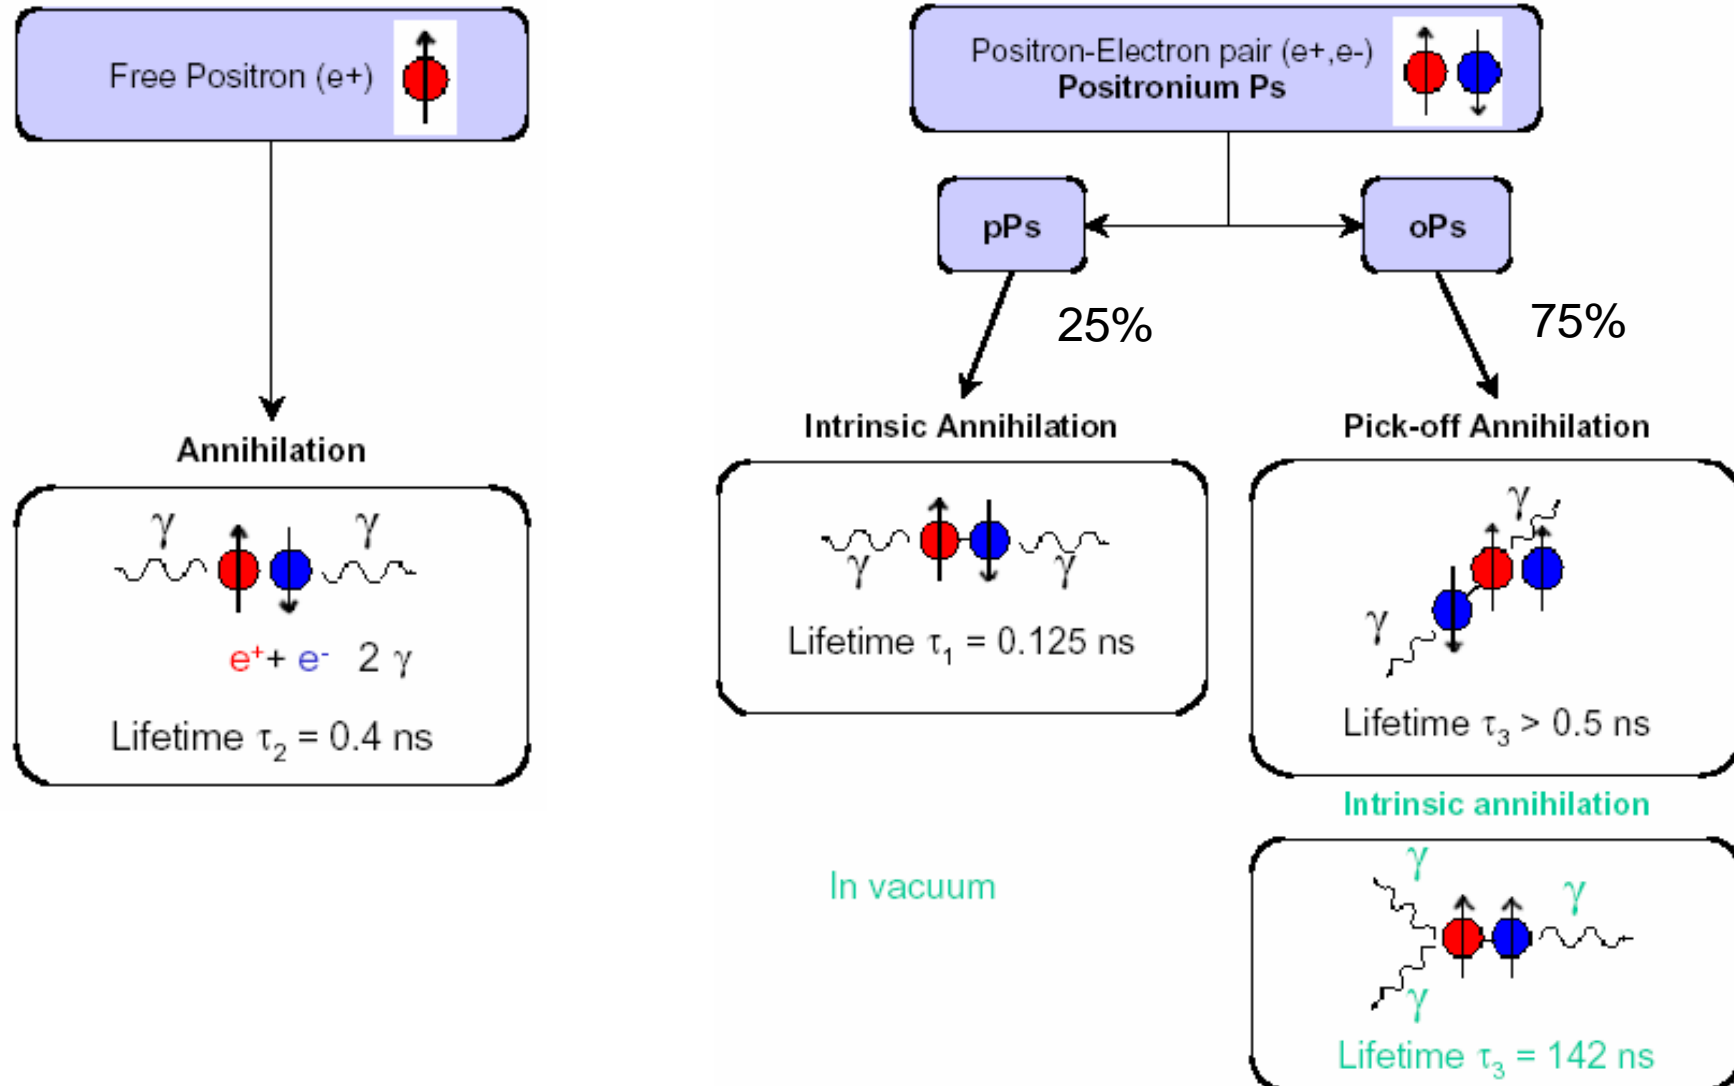 Free Positron (e+)
Annihilation
γ γ
e⁺+ e⁻ 2 γ
Lifetime τ₂ = 0.4 ns
Positron-Electron pair (e+,e-)
Positronium Ps
pPs
oPs
25%
75%
Intrinsic Annihilation
γ γ
Lifetime τ₁ = 0.125 ns
Pick-off Annihilation
γ
γ
Lifetime τ₃ > 0.5 ns
In vacuum
Intrinsic annihilation
γ
γ
γ
Lifetime τ₃ = 142 ns